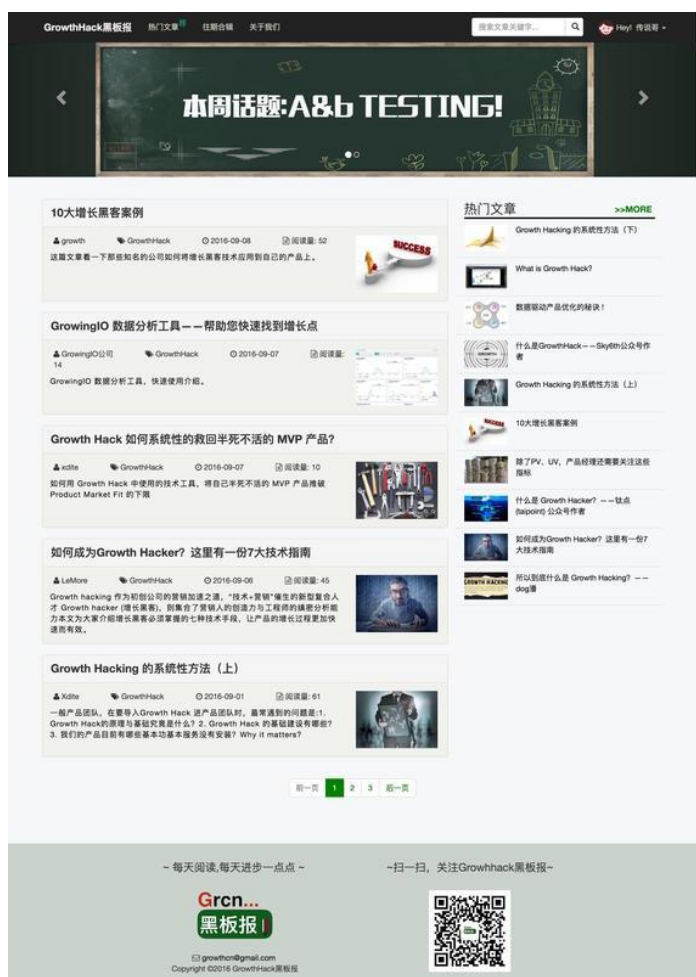 GrowthHack黑板报 热门文章 往期合辑 关于我们 搜索文章关键字... Hey! 传说哥
本周话题:A&b TESTING!
10大增长黑客案例
growth GrowthHack 2016-09-08 阅读量: 52
这篇文章看一下那些知名的公司如何将增长黑客技术应用到自己的产品上。
SUCCESS
GrowingIO 数据分析工具——帮助您快速找到增长点
GrowingIO公司 GrowthHack 2016-09-07 阅读量:
14
GrowingIO 数据分析工具，快速使用介绍。
Growth Hack 如何系统性的救回半死不活的 MVP 产品?
xdite GrowthHack 2016-09-07 阅读量: 10
如何用 Growth Hack 中使用的技术工具，将自己半死不活的 MVP 产品推破
Product Market Fit 的下限
如何成为Growth Hacker？这里有一份7大技术指南
LeMore GrowthHack 2016-09-06 阅读量: 45
Growth hacking 作为初创公司的营销加速之道，“技术+营销”催生的新型复合人
才 Growth hacker (增长黑客)，则集合了营销人的创造力与工程师的缜密分析能
力本文为大家介绍增长黑客必须掌握的七种技术手段，让产品的增长过程更加快
速而有效。
Growth Hacking 的系统性方法（上）
Xdite GrowthHack 2016-09-01 阅读量: 61
一般产品团队，在要导入Growth Hack 进产品团队时，最常遇到的问题是:1.
Growth Hack的原理与基础究竟是什么? 2. Growth Hack 的基础建设有哪些?
3. 我们的产品目前有哪些基本功基本服务没有安装? Why it matters?
前一页 1 2 3 后一页
热门文章 >>MORE
Growth Hacking 的系统性方法（下）
What is Growth Hack?
数据驱动产品优化的秘诀！
什么是GrowthHack——Sky6th公众号作
者
GROWTH
Growth Hacking 的系统性方法（上）
10大增长黑客案例
SUCCESS
除了PV、UV，产品经理还需要关注这些
指标
什么是 Growth Hacker？——钛点
(taipoint) 公众号作者
如何成为Growth Hacker？这里有一份7
大技术指南
所以到底什么是 Growth Hacking？——
dog潘
GROWTH HACKING
~ 每天阅读,每天进步一点点 ~
Grcn...
黑板报
growthcn@gmail.com
Copyright ©2016 GrowthHack黑板报
~扫一扫，关注Growhhack黑板报~